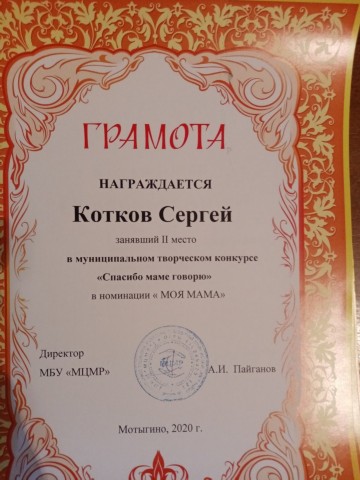 ГРАМОТА
НАГРАЖДАЕТСЯ
Котков Сергей
занявший II место
в муниципальном творческом конкурсе
«Спасибо маме говорю»
в номинации « МОЯ МАМА»
Директор
МБУ «МЦМР» А.И. Пайганов
Мотыгино, 2020 г.